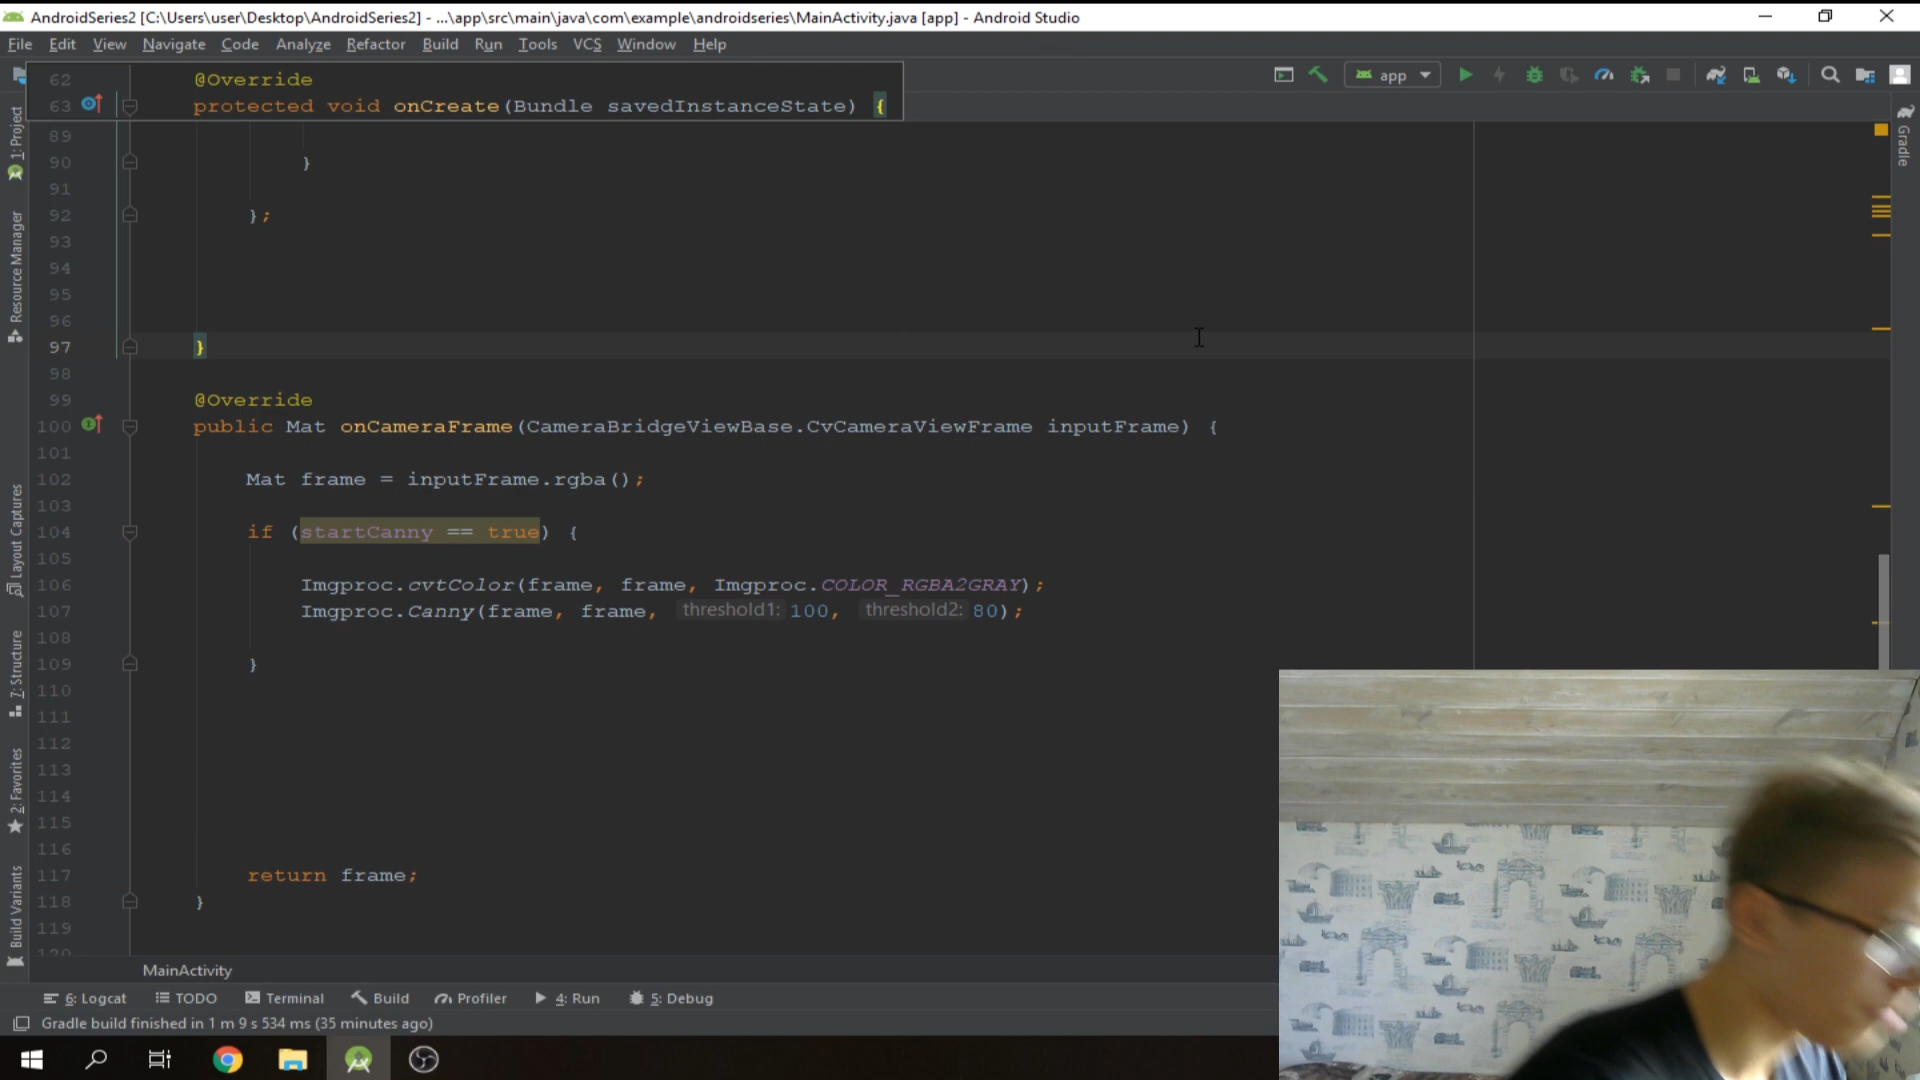 AndroidSeries2 [C:\Users\user\Desktop\AndroidSeries2] - ...\app\src\main\java\com\example\androidseries\MainActivity.java [app] - Android Studio
File Edit View Navigate Code Analyze Refactor Build Run Tools VCS Window Help
app
1: Project
Resource Manager
Layout Captures
7: Structure
2: Favorites
Build Variants
Gradle
62 @Override
63 protected void onCreate(Bundle savedInstanceState) {
89
90 }
91
92 };
93
94
95
96
97 }
98
99 @Override
100 public Mat onCameraFrame(CameraBridgeViewBase.CvCameraViewFrame inputFrame) {
101
102 Mat frame = inputFrame.rgba();
103
104 if (startCanny == true) {
105
106 Imgproc.cvtColor(frame, frame, Imgproc.COLOR_RGBA2GRAY);
107 Imgproc.Canny(frame, frame, threshold1: 100, threshold2: 80);
108
109 }
110
111
112
113
114
115
116
117 return frame;
118 }
119
120
MainActivity
6: Logcat TODO Terminal Build Profiler 4: Run 5: Debug
Gradle build finished in 1 m 9 s 534 ms (35 minutes ago)